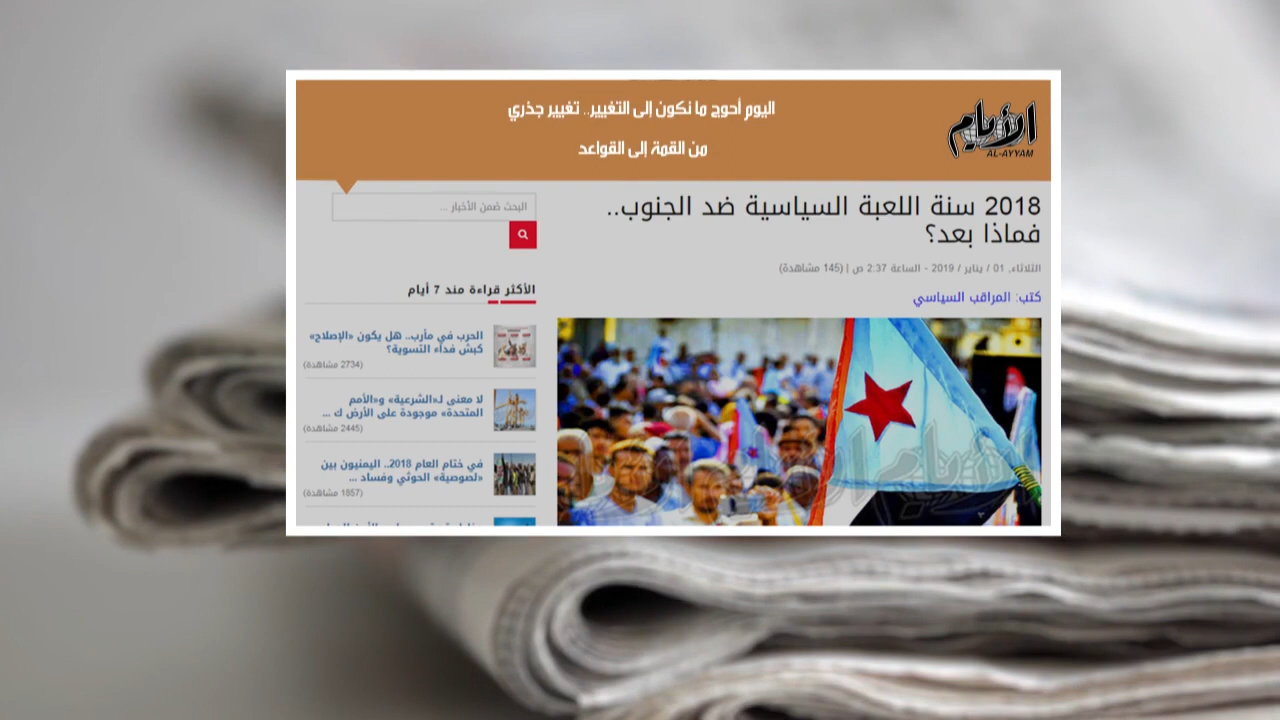 اليوم أحوج ما نكون إلى التغيير.. تغيير جذري
من القمة إلى القواعد
الأيام
AL-AYYAM
2018 سنة اللعبة السياسية ضد الجنوب..
فماذا بعد؟
الثلاثاء, 01 / يناير / 2019 - الساعة 2:37 ص | (145 مشاهدة)
كتب: المراقب السياسي
البحث ضمن الأخبار ...
الأكثر قراءة منذ 7 أيام
الحرب في مأرب.. هل يكون «الإصلاح»
كبش فداء التسوية؟
(2734 مشاهدة)
لا معنى لـ«الشرعية» و«الأمم
المتحدة» موجودة على الأرض ك ...
(2445 مشاهدة)
في ختام العام 2018.. اليمنيون بين
«لصوصية» الحوثي وفساد ...
(1857 مشاهدة)
الأيام